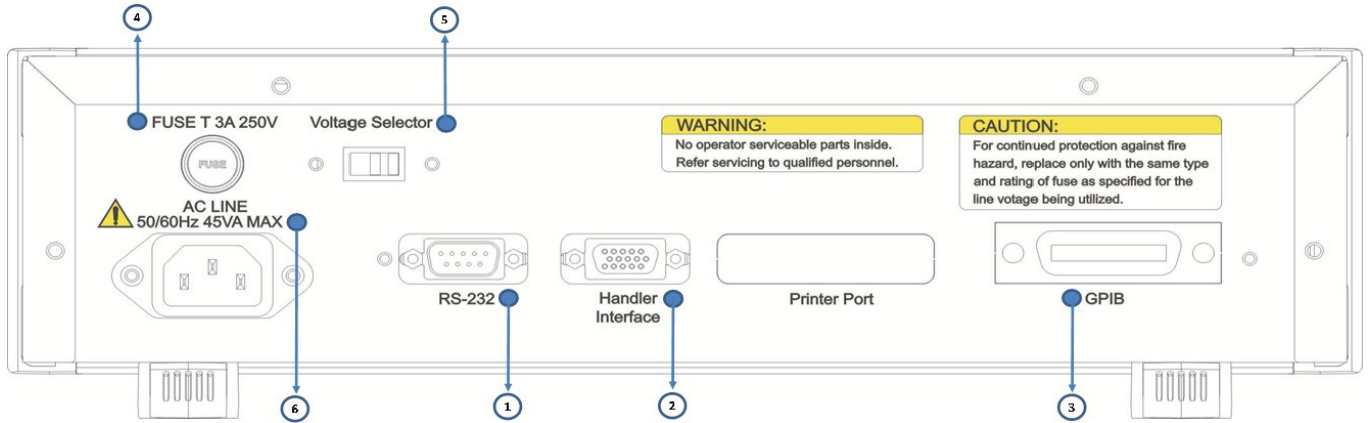 4
5
FUSE T 3A 250V
Voltage Selector
WARNING:
No operator serviceable parts inside.
Refer servicing to qualified personnel.
CAUTION:
For continued protection against fire
hazard, replace only with the same type
and rating of fuse as specified for the
line votage being utilized.
FUSE
AC LINE
50/60Hz 45VA MAX
RS-232
Handler
Interface
Printer Port
GPIB
6
1
2
3